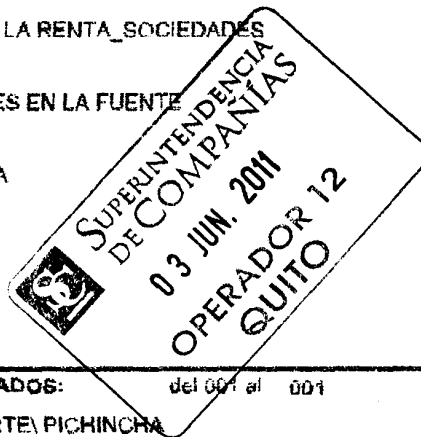 LA RENTA_SOCIEDADES
ES EN LA FUENTE
A
SUPERINTENDENCIA
DE COMPAÑÍAS
03 JUN. 2011
OPERADOR 12
QUITO
ADOS: del 001 al 001
RTE\ PICHINCHA